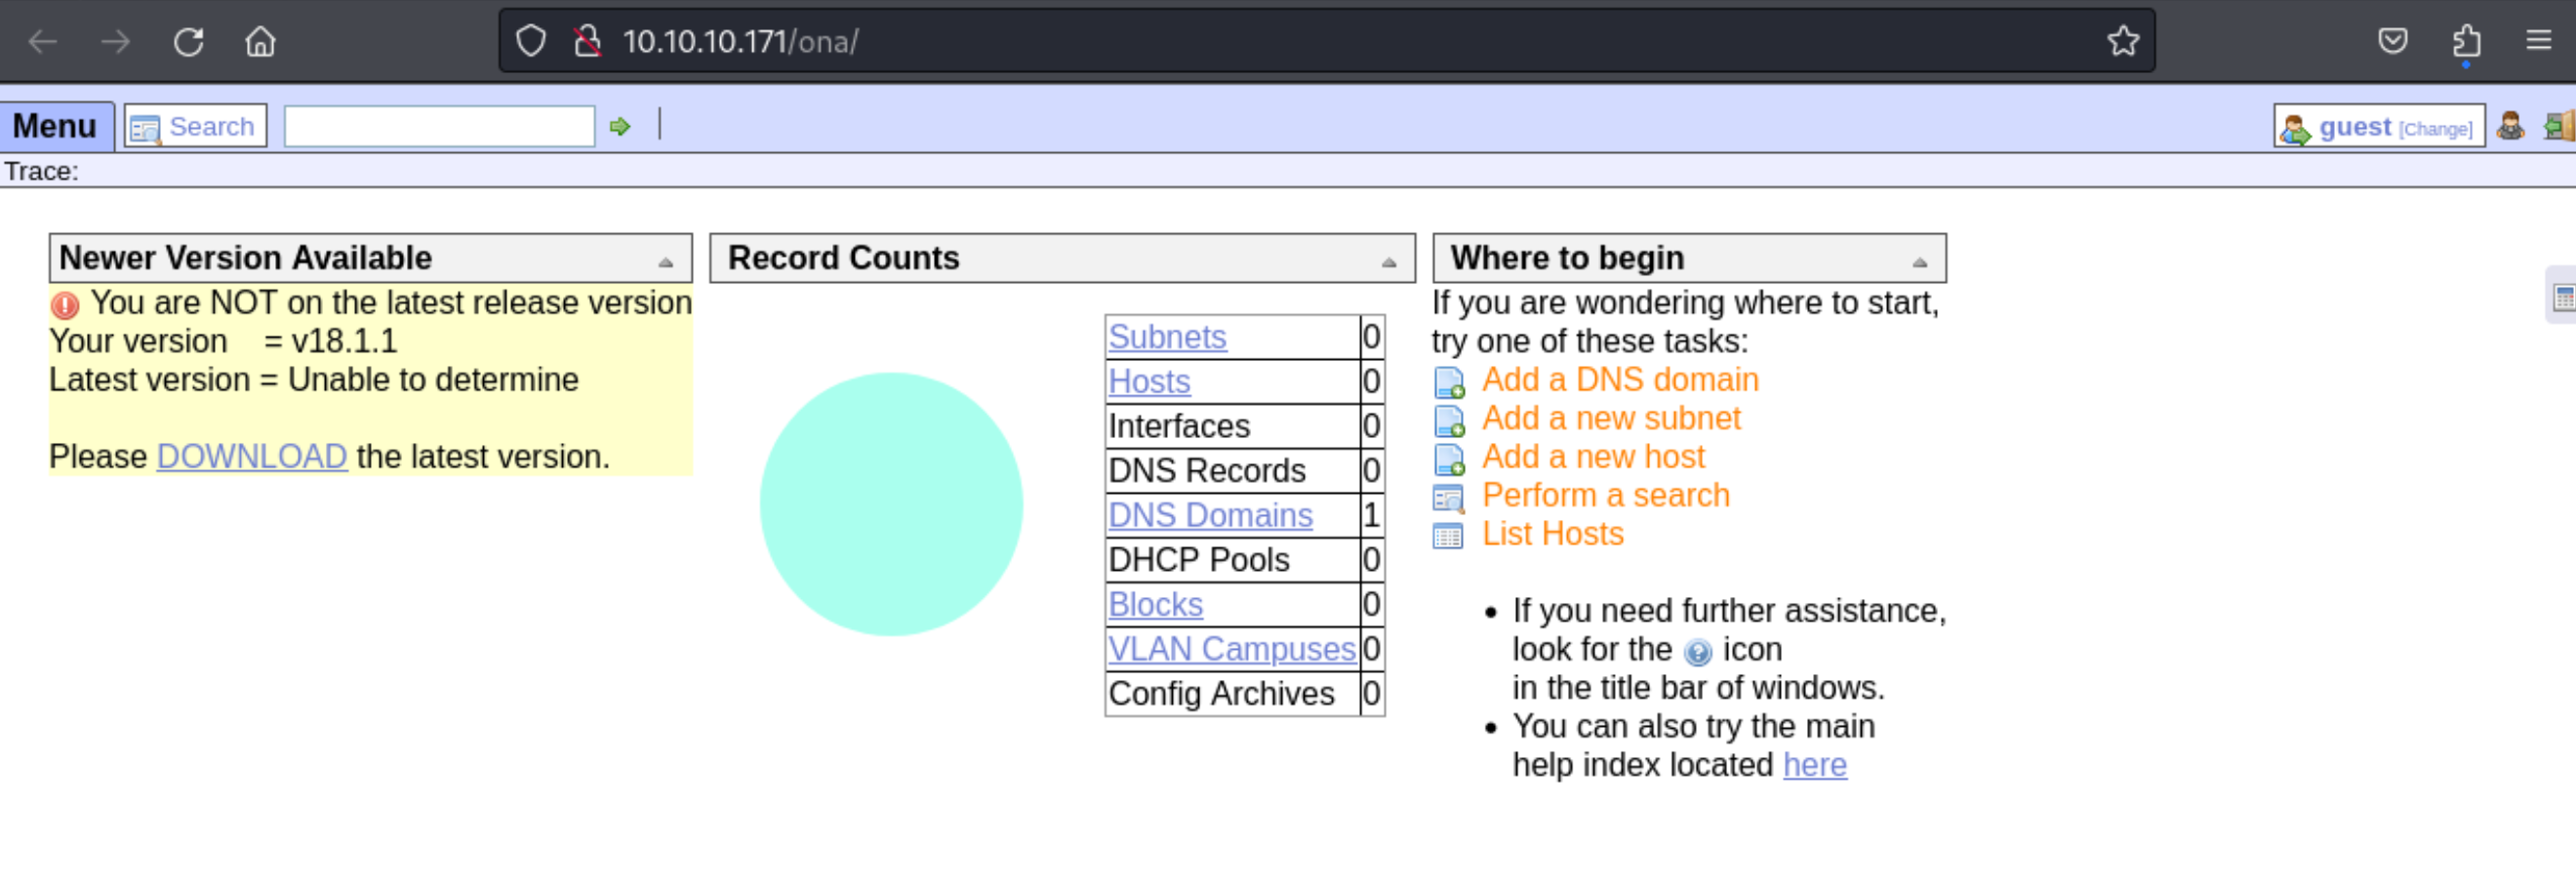 10.10.10.171/ona/
Menu Search
guest [Change]
Trace:
Newer Version Available
You are NOT on the latest release version
Your version = v18.1.1
Latest version = Unable to determine
Please DOWNLOAD the latest version.
Record Counts
Subnets 0
Hosts 0
Interfaces 0
DNS Records 0
DNS Domains 1
DHCP Pools 0
Blocks 0
VLAN Campuses 0
Config Archives 0
Where to begin
If you are wondering where to start,
try one of these tasks:
Add a DNS domain
Add a new subnet
Add a new host
Perform a search
List Hosts
• If you need further assistance,
look for the ? icon
in the title bar of windows.
• You can also try the main
help index located here